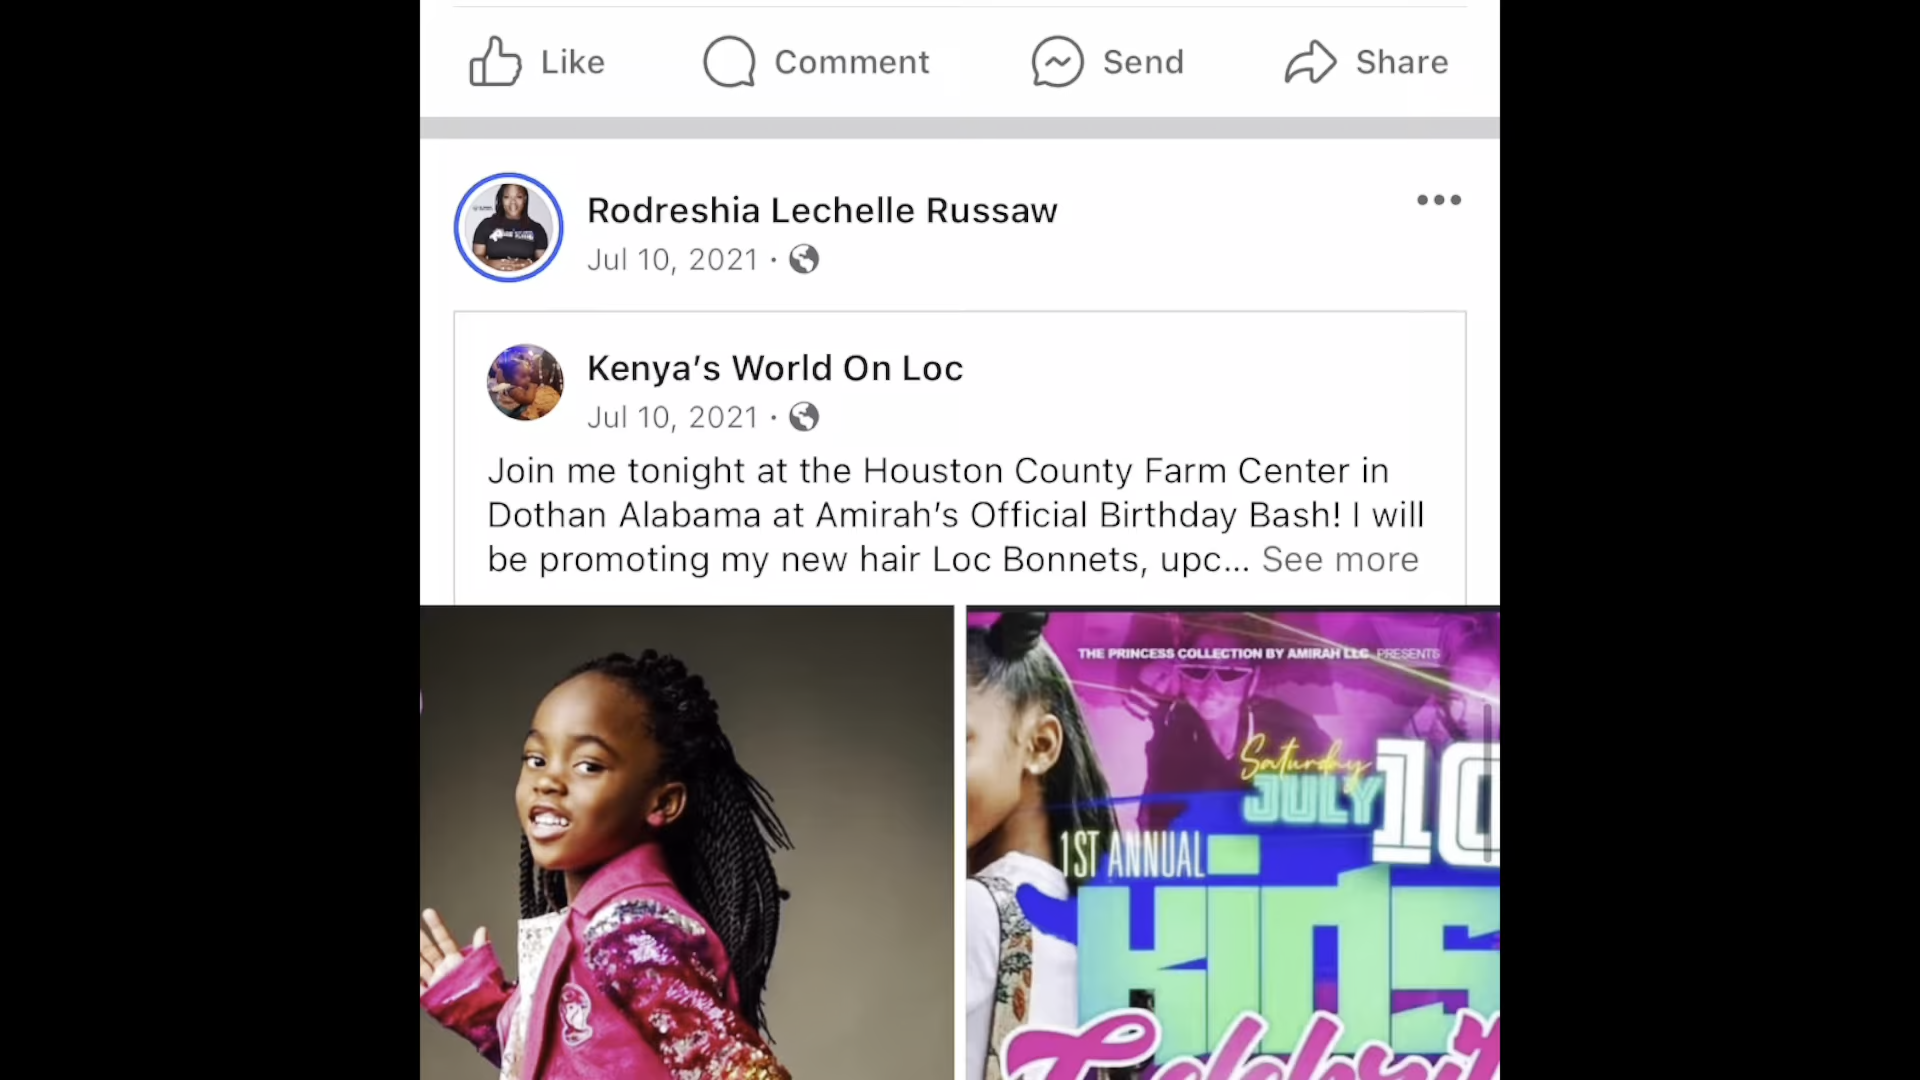 Like Comment Send Share
Rodreshia Lechelle Russaw
Jul 10, 2021 ·
Kenya’s World On Loc
Jul 10, 2021 ·
Join me tonight at the Houston County Farm Center in
Dothan Alabama at Amirah’s Official Birthday Bash! I will
be promoting my new hair Loc Bonnets, upc... See more
THE PRINCESS COLLECTION BY AMIRAH LLC PRESENTS
Saturday
JULY 10
1ST ANNUAL
KIDS